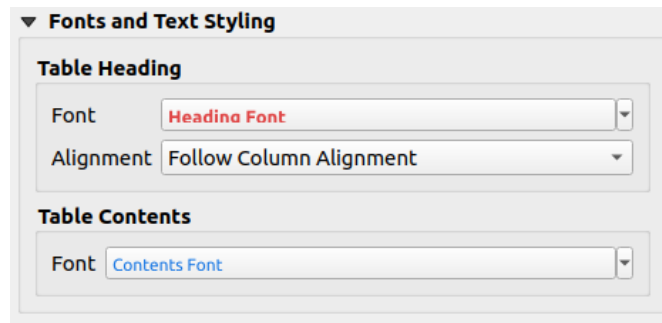 Fonts and Text Styling
Table Heading
Font Heading Font
Alignment Follow Column Alignment
Table Contents
Font Contents Font